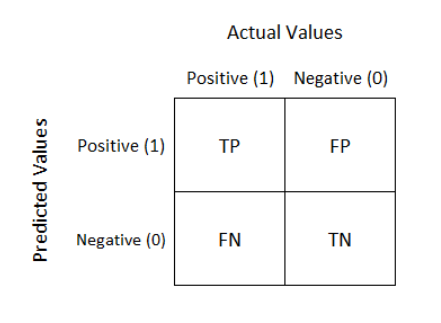 Actual Values
Positive (1) Negative (0)
Predicted Values
Positive (1) TP FP
Negative (0) FN TN